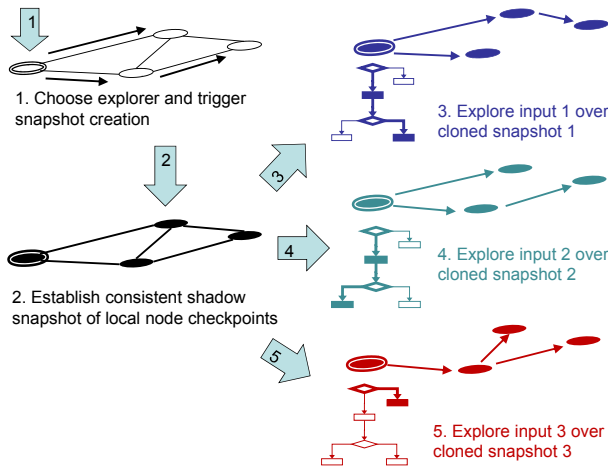 1
1. Choose explorer and trigger
snapshot creation
2
2. Establish consistent shadow
snapshot of local node checkpoints
3
3. Explore input 1 over
cloned snapshot 1
4
4. Explore input 2 over
cloned snapshot 2
5
5. Explore input 3 over
cloned snapshot 3